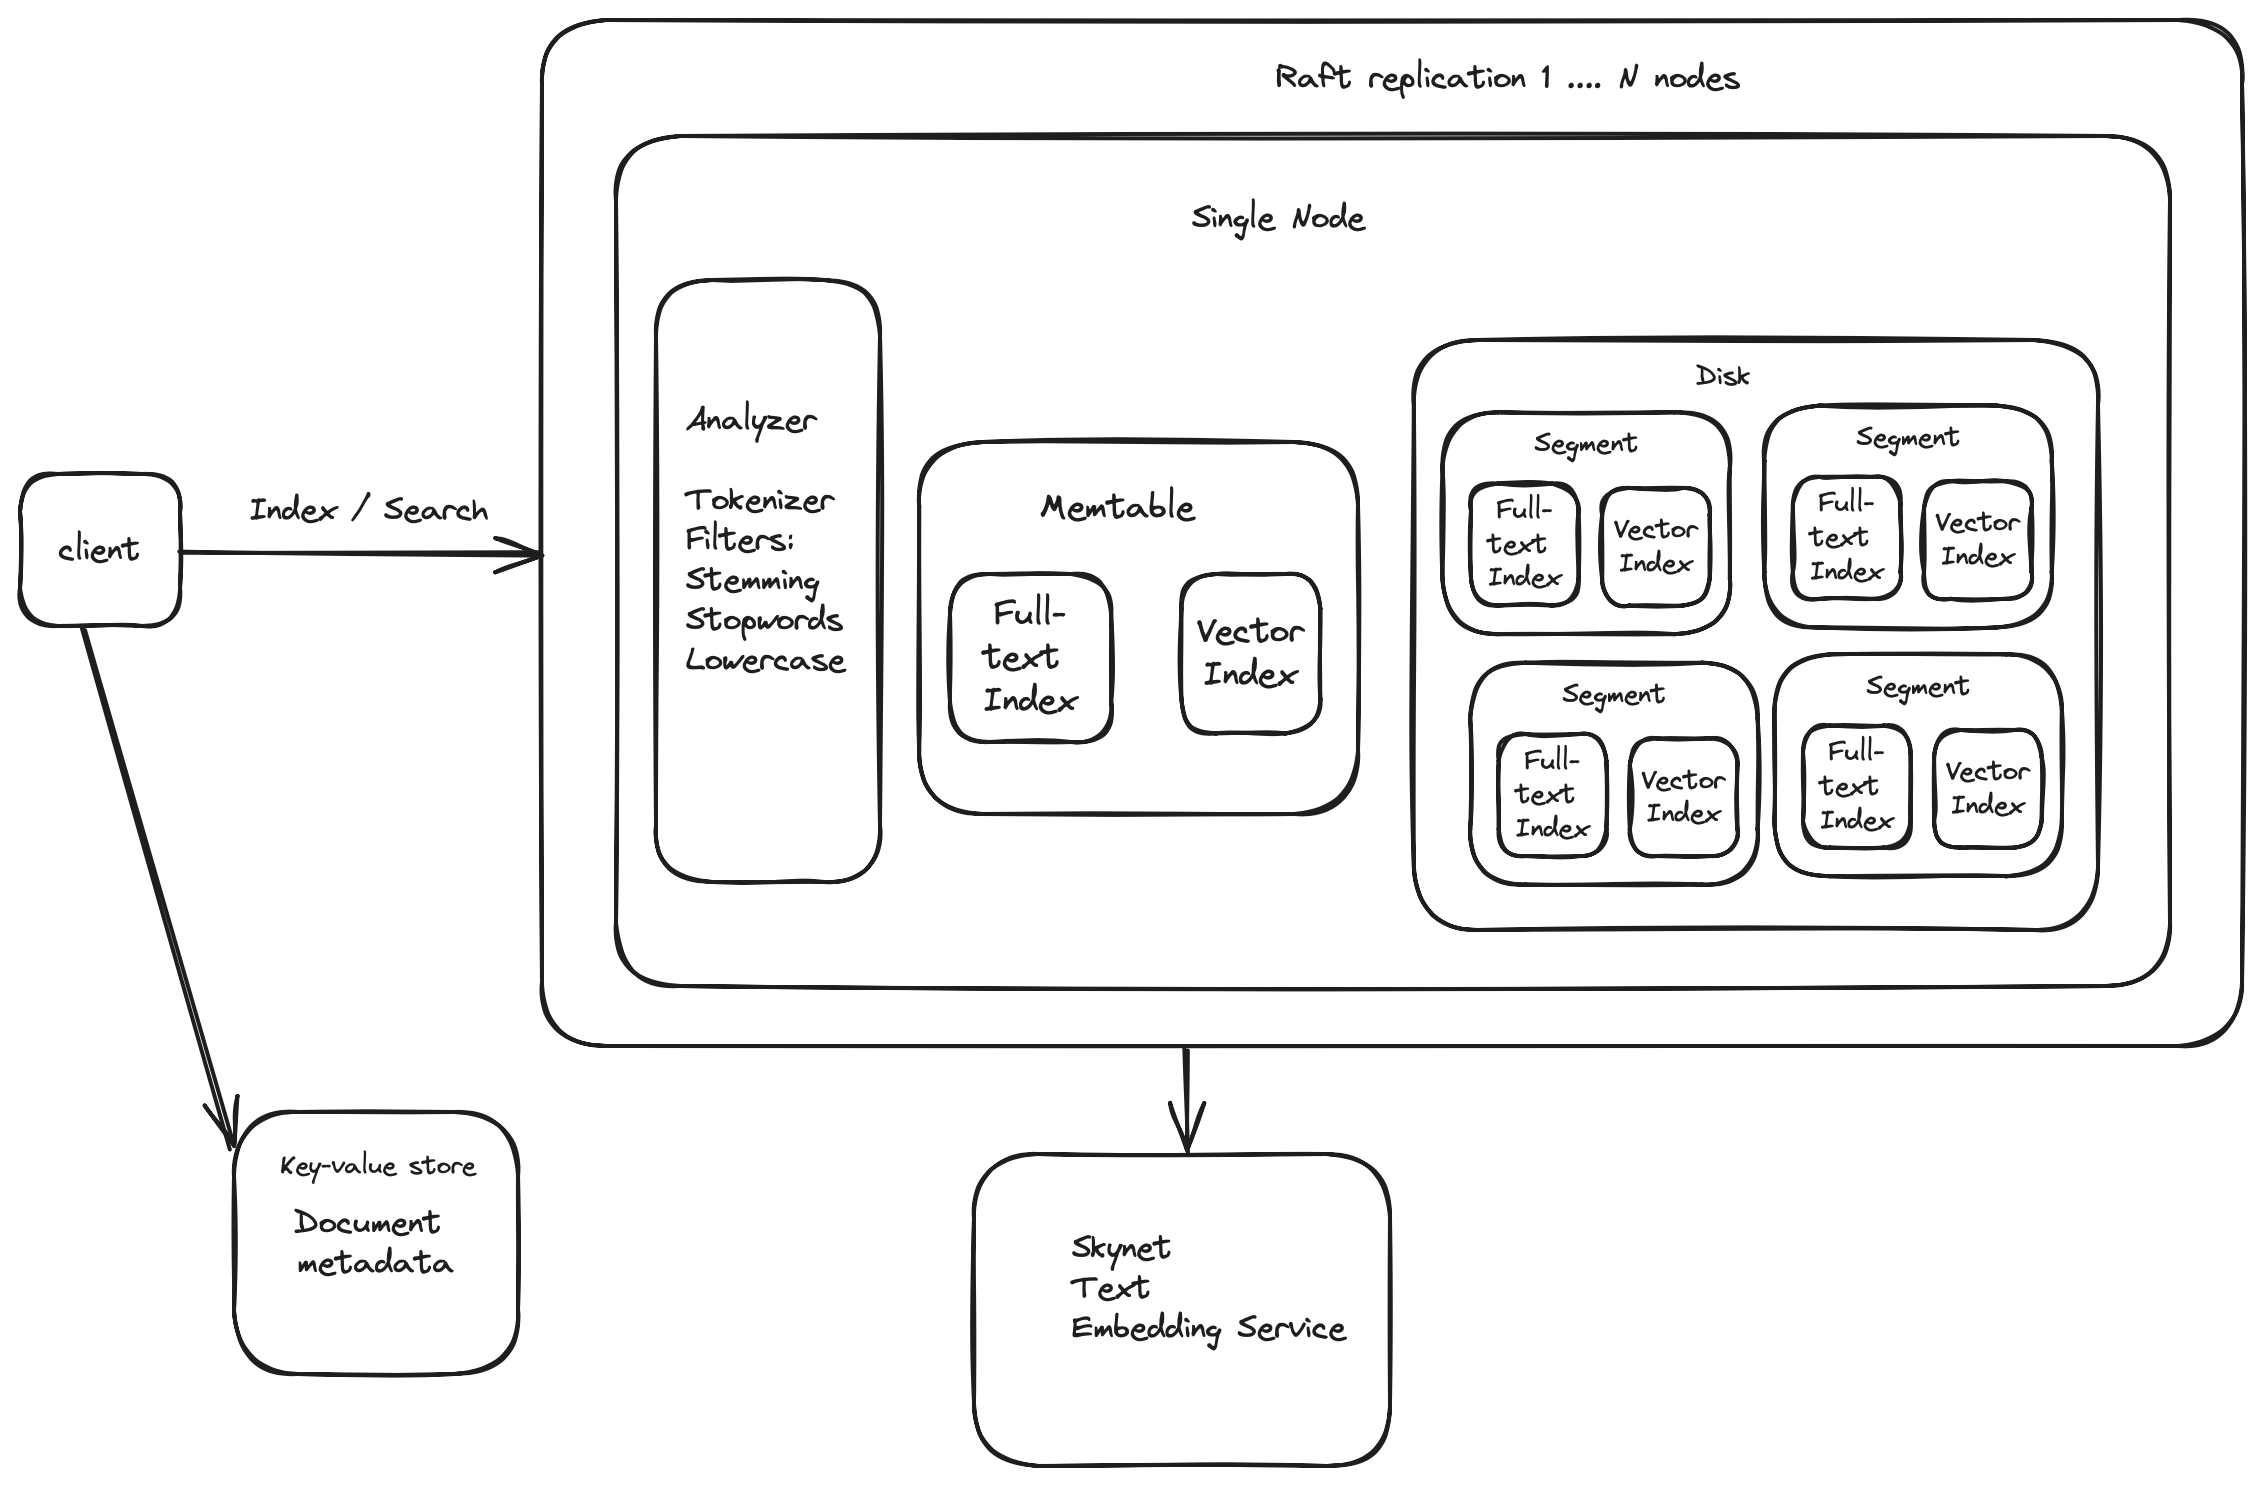 Raft replication 1 .... N nodes
Single Node
Analyzer
Tokenizer
Filters:
Stemming
Stopwords
Lowercase
Memtable
Full-
text
Index
Vector
Index
Disk
Segment
Full-
text
Index
Vector
Index
Segment
Full-
text
Index
Vector
Index
Segment
Full-
text
Index
Vector
Index
Segment
Full-
text
Index
Vector
Index
client
Index / Search
Key-value store
Document
metadata
Skynet
Text
Embedding Service